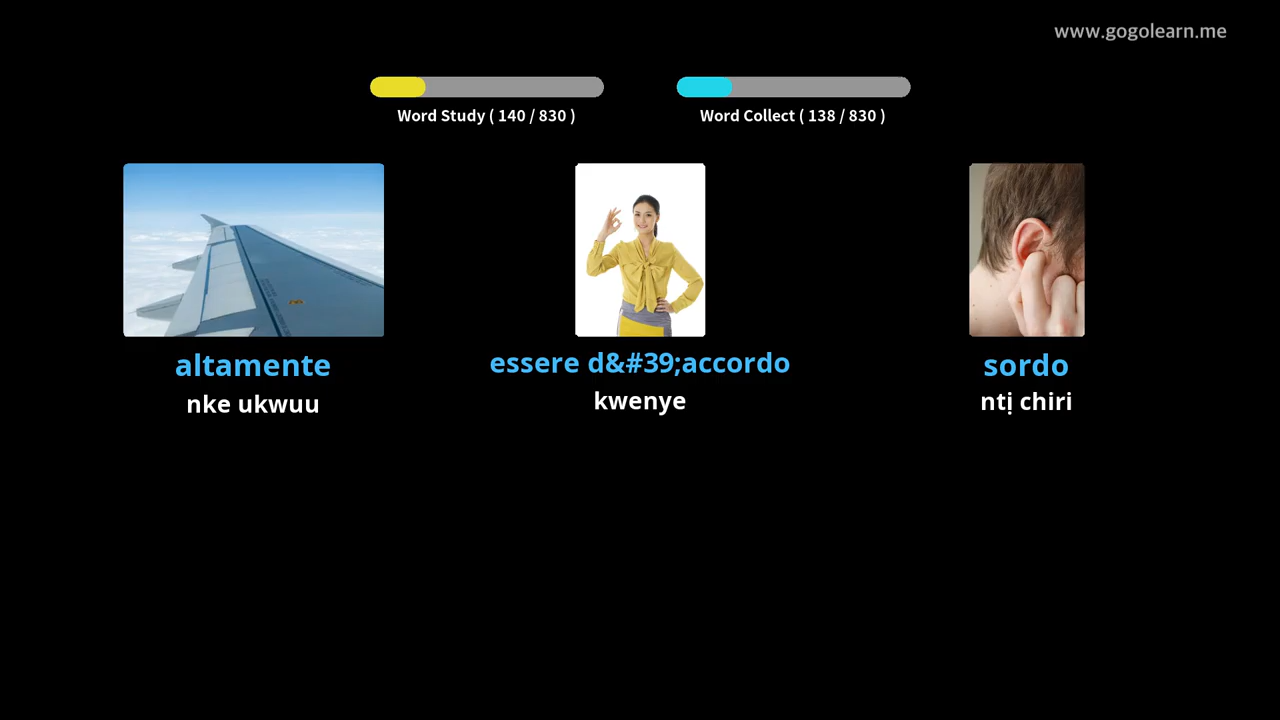 www.gogolearn.me
Word Study ( 140 / 830 )
Word Collect ( 138 / 830 )
altamente
nke ukwuu
essere d&#39;accordo
kwenye
sordo
ntị chiri